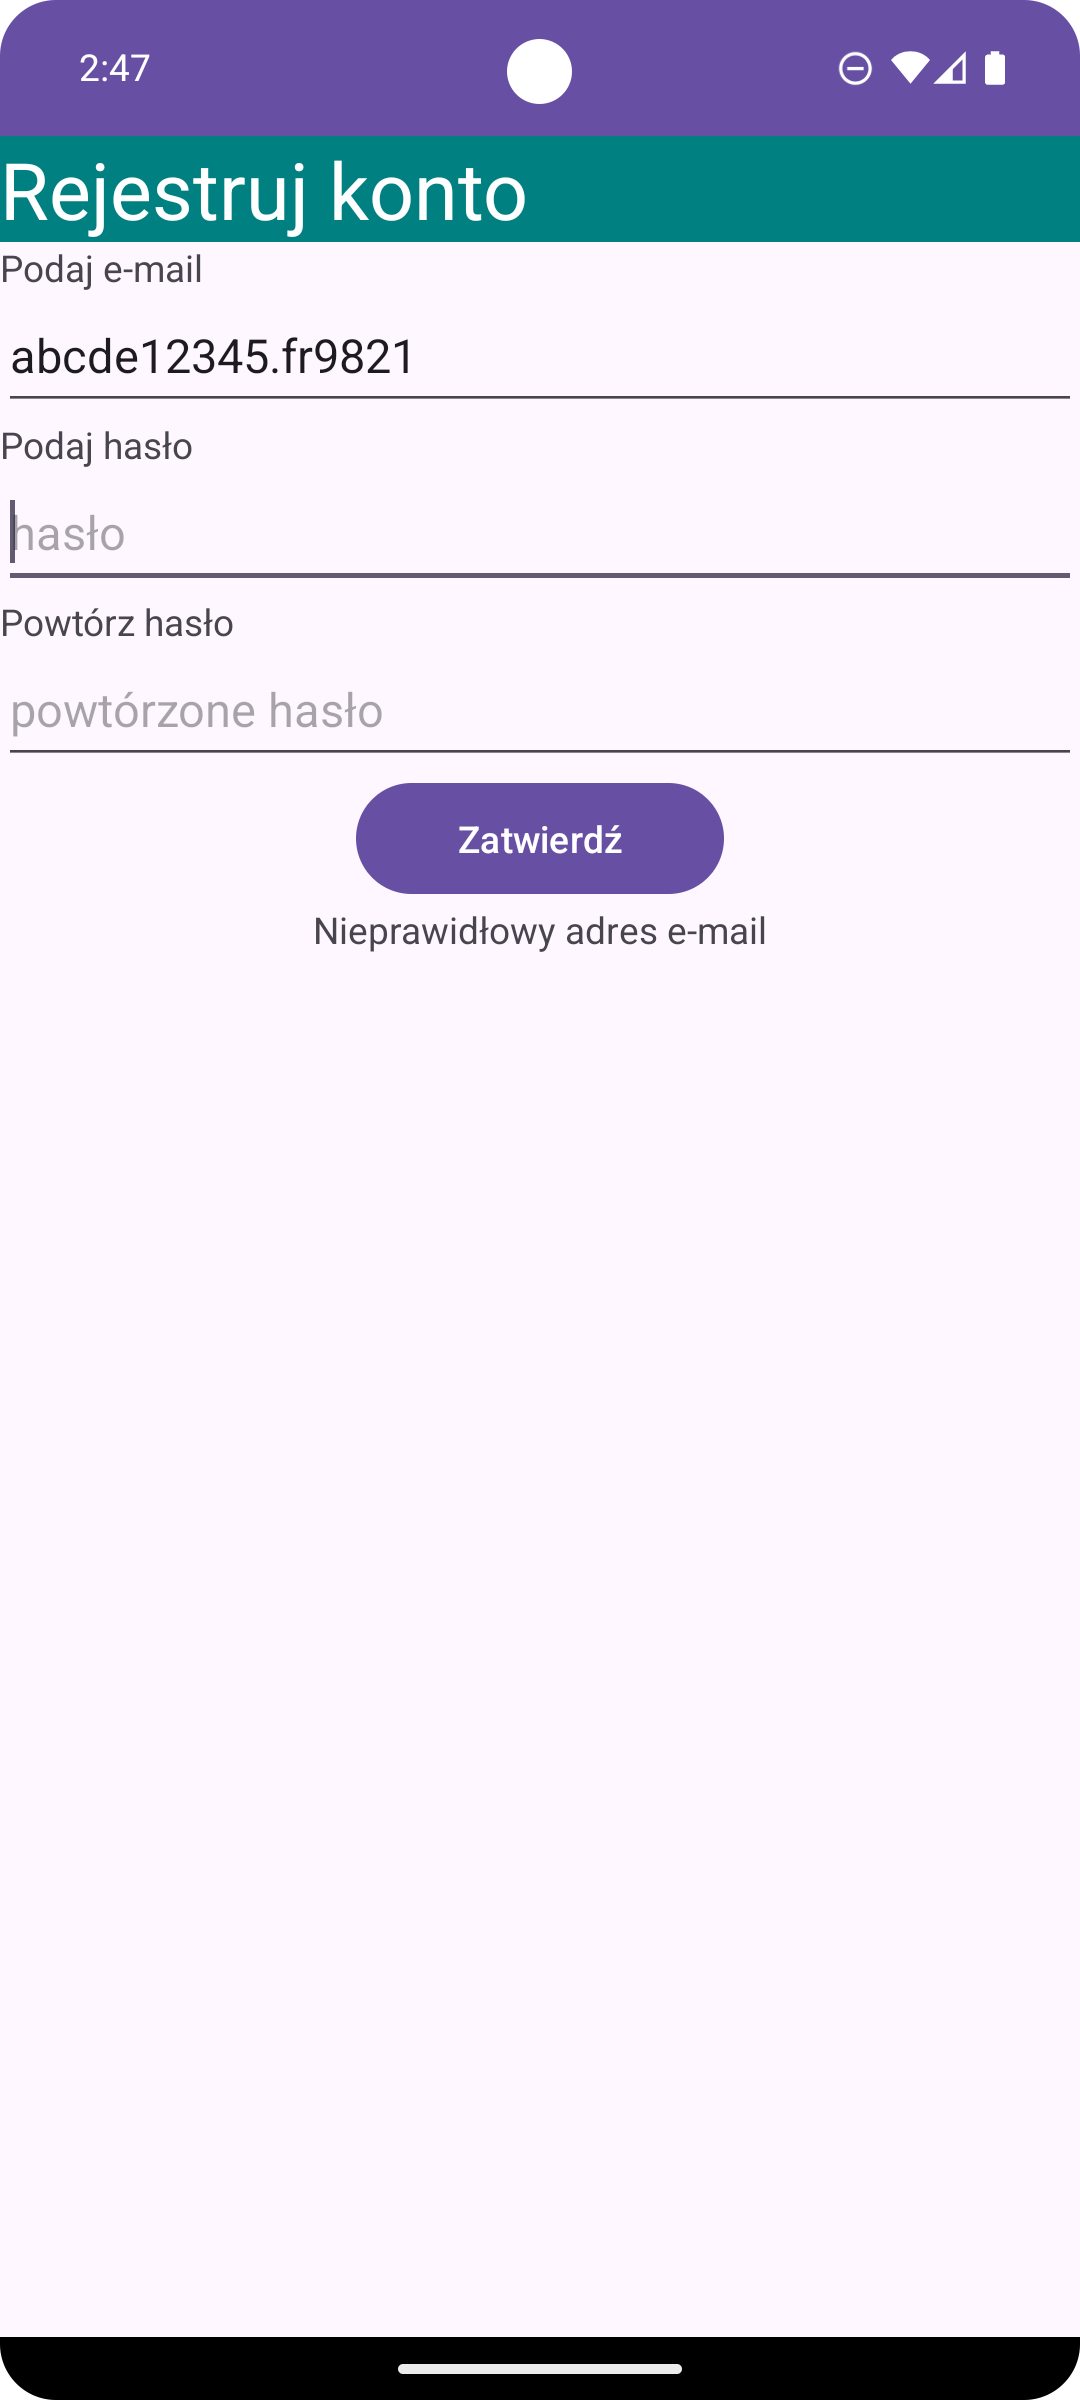 2:47
Rejestruj konto
Podaj e-mail
abcde12345.fr9821
Podaj hasło
hasło
Powtórz hasło
powtórzone hasło
Zatwierdź
Nieprawidłowy adres e-mail